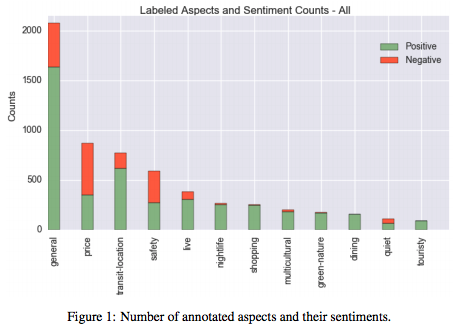 Labeled Aspects and Sentiment Counts - All
2000
1500
1000
500
0
Counts
Positive
Negative
general
price
transit-location
safety
live
nightlife
shopping
multicultural
green-nature
dining
quiet
touristy
Figure 1: Number of annotated aspects and their sentiments.